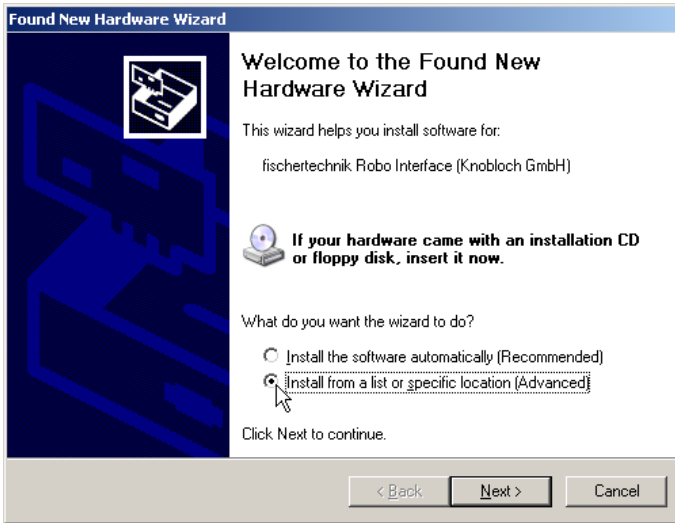 Found New Hardware Wizard
Welcome to the Found New
Hardware Wizard
This wizard helps you install software for:
fischertechnik Robo Interface (Knobloch GmbH)
If your hardware came with an installation CD
or floppy disk, insert it now.
What do you want the wizard to do?
Install the software automatically (Recommended)
Install from a list or specific location (Advanced)
Click Next to continue.
< Back Next > Cancel